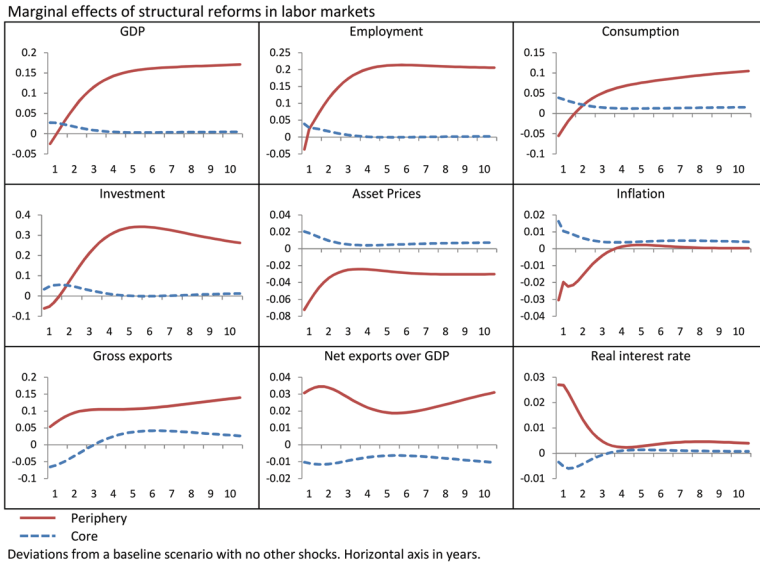 Marginal effects of structural reforms in labor markets
GDP
0.2
0.15
0.1
0.05
0
-0.05
1 2 3 4 5 6 7 8 9 10
Employment
0.25
0.2
0.15
0.1
0.05
0
-0.05
1 2 3 4 5 6 7 8 9 10
Consumption
0.15
0.1
0.05
0
-0.05
-0.1
1 2 3 4 5 6 7 8 9 10
Investment
0.4
0.3
0.2
0.1
0
-0.1
1 2 3 4 5 6 7 8 9 10
Asset Prices
0.04
0.02
0
-0.02
-0.04
-0.06
-0.08
1 2 3 4 5 6 7 8 9 10
Inflation
0.02
0.01
0
-0.01
-0.02
-0.03
-0.04
1 2 3 4 5 6 7 8 9 10
Gross exports
0.2
0.15
0.1
0.05
0
-0.05
-0.1
1 2 3 4 5 6 7 8 9 10
Net exports over GDP
0.04
0.03
0.02
0.01
0
-0.01
-0.02
1 2 3 4 5 6 7 8 9 10
Real interest rate
0.03
0.02
0.01
0
-0.01
1 2 3 4 5 6 7 8 9 10
Periphery
Core
Deviations from a baseline scenario with no other shocks. Horizontal axis in years.